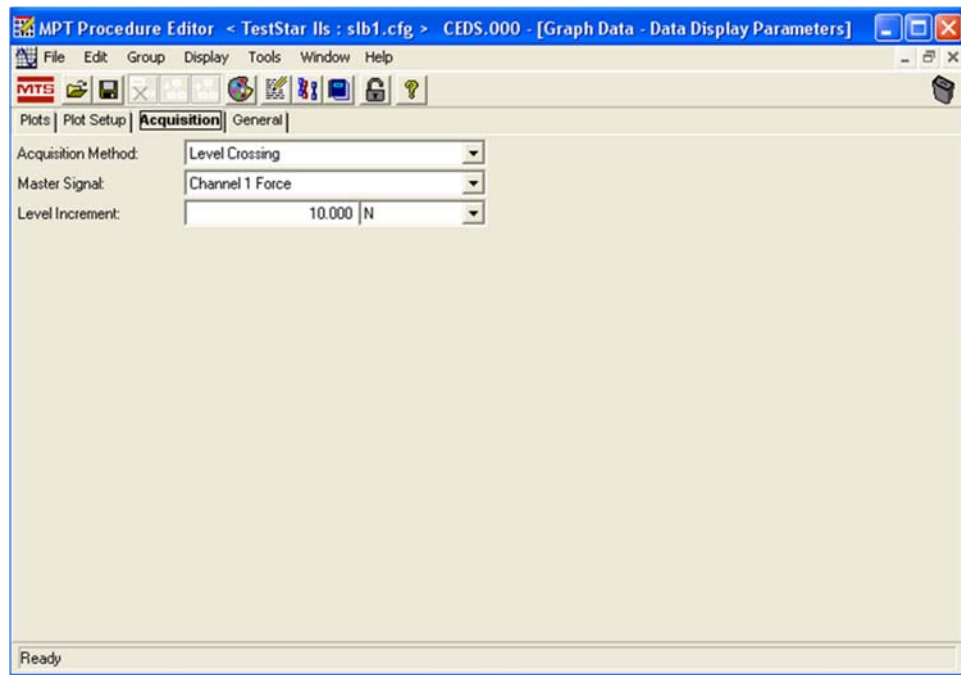 MPT Procedure Editor < TestStar IIs : slb1.cfg > CEDS.000 - [Graph Data - Data Display Parameters]
File Edit Group Display Tools Window Help
MTS
Plots Plot Setup Acquisition General
Acquisition Method: Level Crossing
Master Signal: Channel 1 Force
Level Increment: 10.000 N
Ready